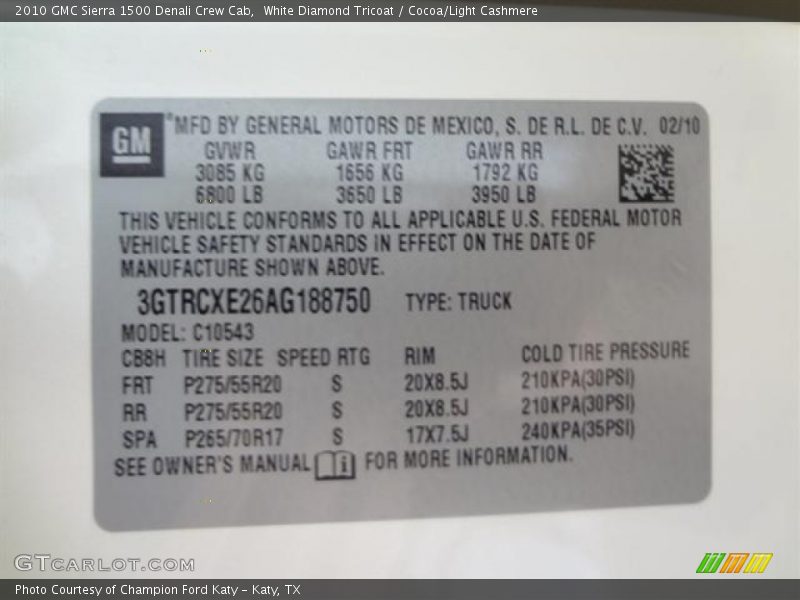 2010 GMC Sierra 1500 Denali Crew Cab,  White Diamond Tricoat / Cocoa/Light Cashmere
GM
® MFD BY GENERAL MOTORS DE MEXICO, S. DE R.L. DE C.V. 02/10
GVWR GAWR FRT GAWR RR
3085 KG 1656 KG 1792 KG
6800 LB 3650 LB 3950 LB
THIS VEHICLE CONFORMS TO ALL APPLICABLE U.S. FEDERAL MOTOR
VEHICLE SAFETY STANDARDS IN EFFECT ON THE DATE OF
MANUFACTURE SHOWN ABOVE.
3GTRCXE26AG188750 TYPE: TRUCK
MODEL: C10543
CB8H TIRE SIZE SPEED RTG RIM COLD TIRE PRESSURE
FRT P275/55R20 S 20X8.5J 210KPA(30PSI)
RR P275/55R20 S 20X8.5J 210KPA(30PSI)
SPA P265/70R17 S 17X7.5J 240KPA(35PSI)
SEE OWNER'S MANUAL i FOR MORE INFORMATION.
GTCARLOT.COM
Photo Courtesy of Champion Ford Katy – Katy, TX